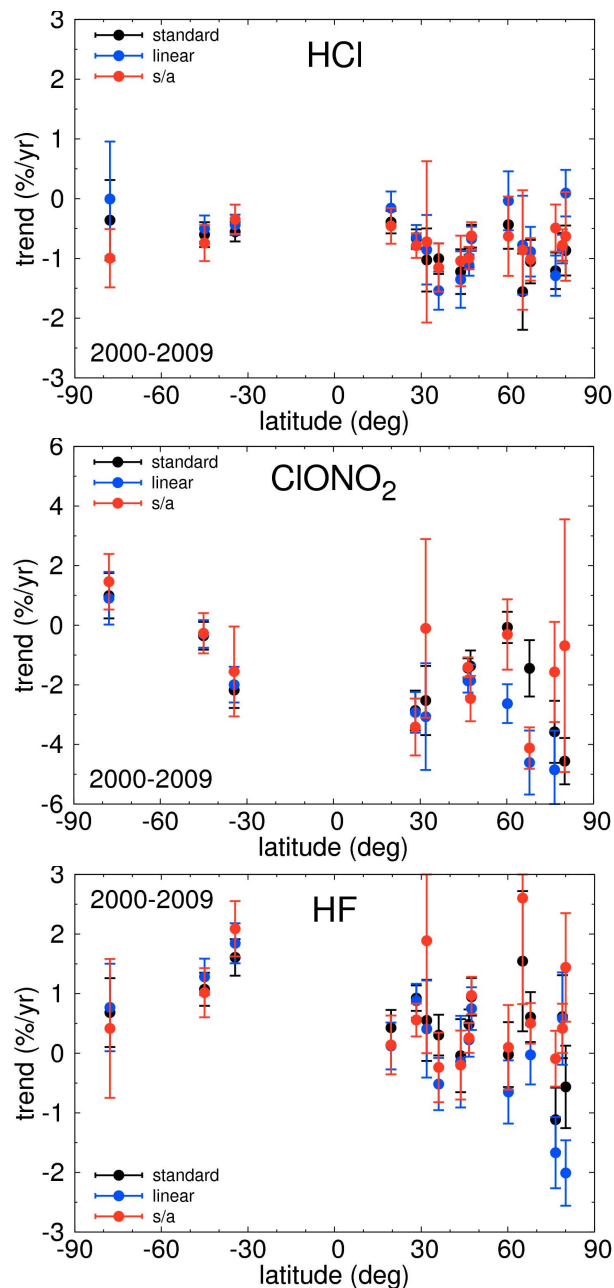 3
standard
linear
s/a
HCl
2
1
0
-1
-2
-3
trend (%/yr)
2000-2009
-90 -60 -30 0 30 60 90
latitude (deg)
6
standard
linear
s/a
ClONO2
4
2
0
-2
-4
-6
trend (%/yr)
2000-2009
-90 -60 -30 0 30 60 90
latitude (deg)
3
2000-2009
HF
2
1
0
-1
-2
-3
trend (%/yr)
standard
linear
s/a
-90 -60 -30 0 30 60 90
latitude (deg)